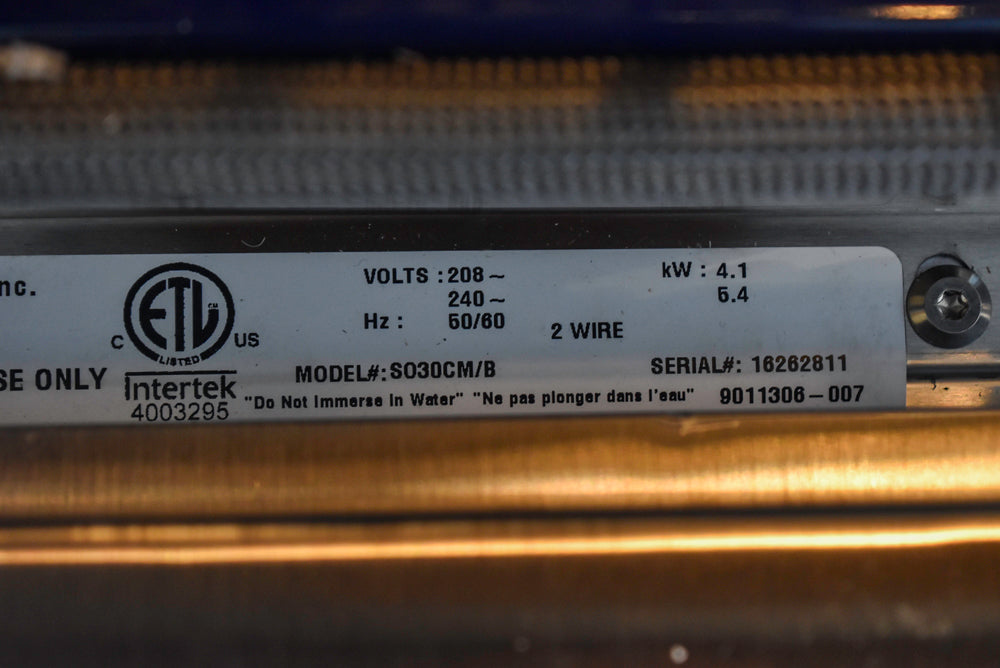 nc.
SE ONLY
ETL
CM
C US
LISTED
Intertek
4003295
VOLTS : 208 ~
240 ~
Hz : 50/60
2 WIRE
kW : 4.1
5.4
MODEL#: SO30CM/B
SERIAL#: 16262811
"Do Not Immerse In Water" "Ne pas plonger dans l'eau" 9011306-007